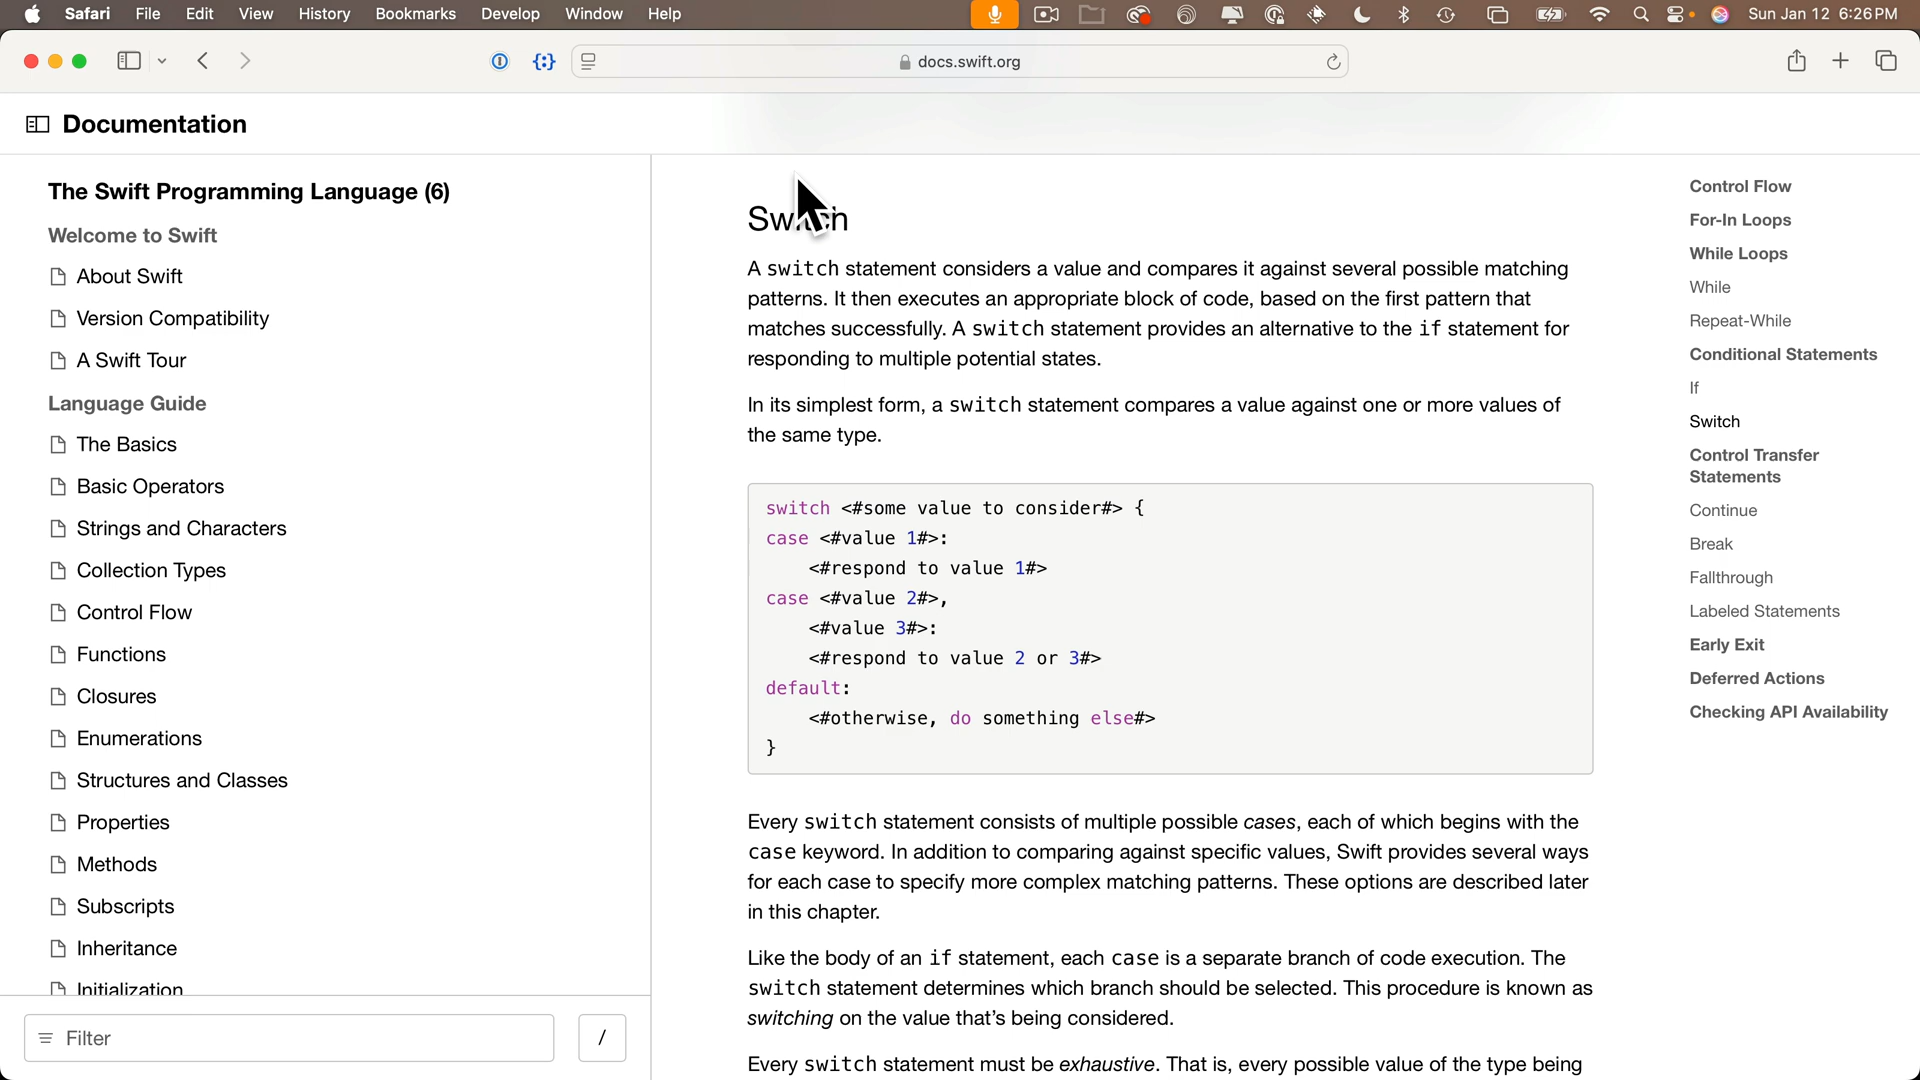 Safari File Edit View History Bookmarks Develop Window Help Sun Jan 12 6:26 PM
docs.swift.org
Documentation
The Swift Programming Language (6)
Welcome to Swift
About Swift
Version Compatibility
A Swift Tour
Language Guide
The Basics
Basic Operators
Strings and Characters
Collection Types
Control Flow
Functions
Closures
Enumerations
Structures and Classes
Properties
Methods
Subscripts
Inheritance
Initialization
Filter
/
Switch
A switch statement considers a value and compares it against several possible matching
patterns. It then executes an appropriate block of code, based on the first pattern that
matches successfully. A switch statement provides an alternative to the if statement for
responding to multiple potential states.
In its simplest form, a switch statement compares a value against one or more values of
the same type.
switch <#some value to consider#> {
case <#value 1#>:
    <#respond to value 1#>
case <#value 2#>,
    <#value 3#>:
    <#respond to value 2 or 3#>
default:
    <#otherwise, do something else#>
}
Every switch statement consists of multiple possible cases, each of which begins with the
case keyword. In addition to comparing against specific values, Swift provides several ways
for each case to specify more complex matching patterns. These options are described later
in this chapter.
Like the body of an if statement, each case is a separate branch of code execution. The
switch statement determines which branch should be selected. This procedure is known as
switching on the value that’s being considered.
Every switch statement must be exhaustive. That is, every possible value of the type being
Control Flow
For-In Loops
While Loops
While
Repeat-While
Conditional Statements
If
Switch
Control Transfer
Statements
Continue
Break
Fallthrough
Labeled Statements
Early Exit
Deferred Actions
Checking API Availability